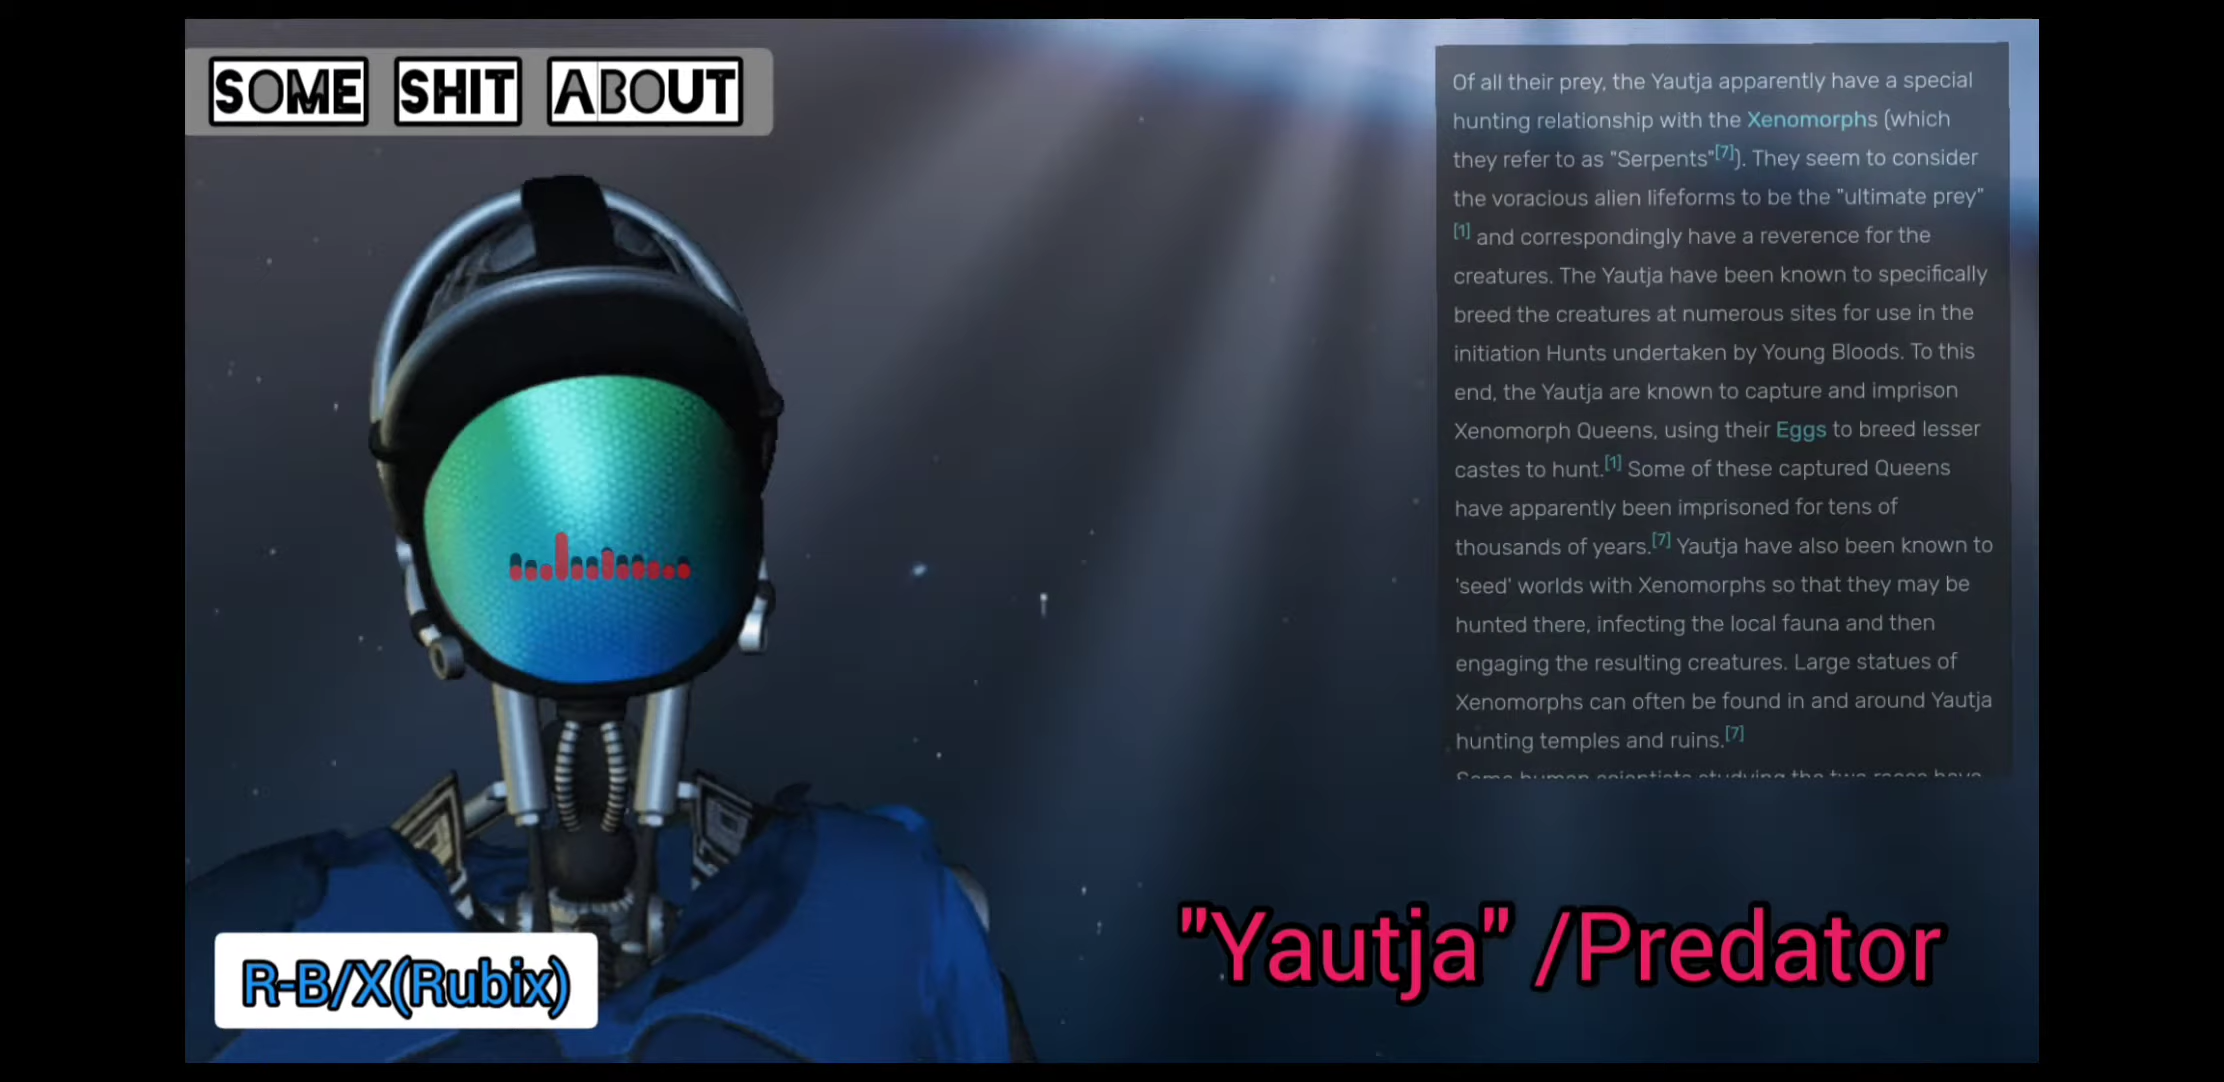 SOME SHIT ABOUT
Of all their prey, the Yautja apparently have a special
hunting relationship with the Xenomorphs (which
they refer to as "Serpents"[7]). They seem to consider
the voracious alien lifeforms to be the "ultimate prey"
[1] and correspondingly have a reverence for the
creatures. The Yautja have been known to specifically
breed the creatures at numerous sites for use in the
initiation Hunts undertaken by Young Bloods. To this
end, the Yautja are known to capture and imprison
Xenomorph Queens, using their Eggs to breed lesser
castes to hunt.[1] Some of these captured Queens
have apparently been imprisoned for tens of
thousands of years.[7] Yautja have also been known to
'seed' worlds with Xenomorphs so that they may be
hunted there, infecting the local fauna and then
engaging the resulting creatures. Large statues of
Xenomorphs can often be found in and around Yautja
hunting temples and ruins.[7]
Some human scientists studying the two races have
"Yautja" /Predator
R-B/X(Rubix)